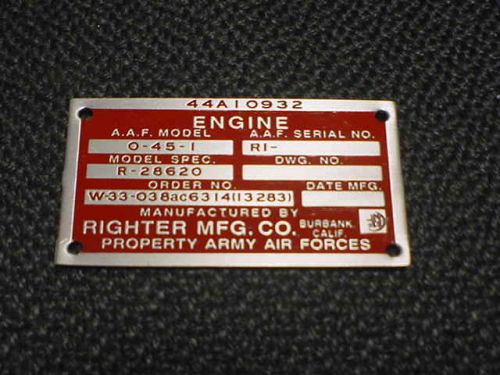 44A10932
ENGINE
A.A.F. MODEL A.A.F. SERIAL NO.
O-45-1 RI-
MODEL SPEC. DWG. NO.
R-28620
ORDER NO. DATE MFG.
W-33-038ac6314(13283)
MANUFACTURED BY
RIGHTER MFG. CO. BURBANK, CALIF.
PROPERTY ARMY AIR FORCES